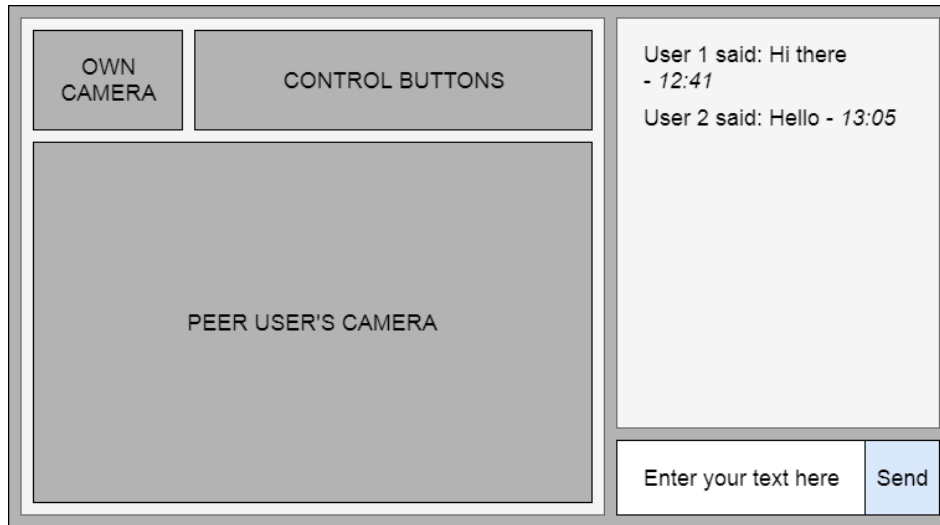 OWN
CAMERA
CONTROL BUTTONS
PEER USER'S CAMERA
User 1 said: Hi there
- 12:41
User 2 said: Hello - 13:05
Enter your text here
Send